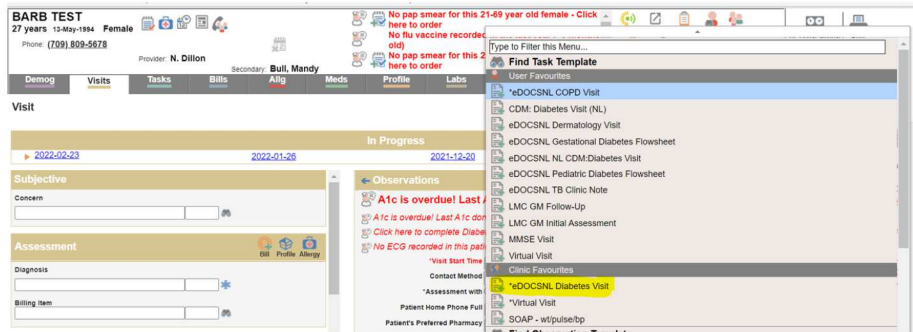 BARB TEST
27 years 13-May-1994 Female
Phone: (709) 809-5678
Provider: N. Dillon
Secondary: Bull, Mandy
No pap smear for this 21-69 year old female - Click here to order
No flu vaccine recorded
old)
No pap smear for this 2
here to order
Demog Visits Tasks Bills Allg Meds Profile Labs
Visit
In Progress
2022-02-23 2022-01-26 2021-12-20
Subjective
Concern
Assessment
Bill Profile Allergy
Diagnosis
Billing Item
Observations
A1c is overdue! Last A
A1c is overdue! Last A1c don
Click here to complete Diabe
No ECG recorded in this pati
*Visit Start Time
Contact Method
*Assessment with
Patient Home Phone Full
Patient's Preferred Pharmacy
Type to Filter this Menu...
Find Task Template
User Favourites
*eDOCSNL COPD Visit
CDM: Diabetes Visit (NL)
eDOCSNL Dermatology Visit
eDOCSNL Gestational Diabetes Flowsheet
eDOCSNL NL CDM:Diabetes Visit
eDOCSNL Pediatric Diabetes Flowsheet
eDOCSNL TB Clinic Note
LMC GM Follow-Up
LMC GM Initial Assessment
MMSE Visit
Virtual Visit
Clinic Favourites
*eDOCSNL Diabetes Visit
*Virtual Visit
SOAP - wt/pulse/bp
Find Observation Template